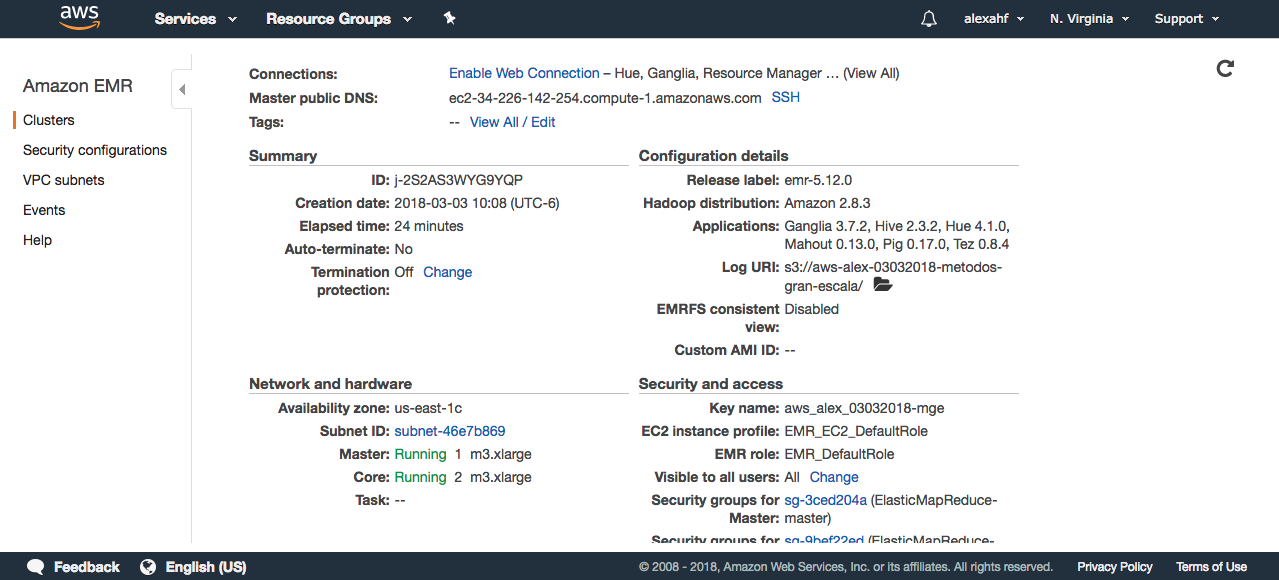 aws Services Resource Groups alexahf N. Virginia Support
Amazon EMR
Clusters
Security configurations
VPC subnets
Events
Help
Connections: Enable Web Connection – Hue, Ganglia, Resource Manager … (View All)
Master public DNS: ec2-34-226-142-254.compute-1.amazonaws.com SSH
Tags: -- View All / Edit
Summary
ID: j-2S2AS3WYG9YQP
Creation date: 2018-03-03 10:08 (UTC-6)
Elapsed time: 24 minutes
Auto-terminate: No
Termination Off Change
protection:
Configuration details
Release label: emr-5.12.0
Hadoop distribution: Amazon 2.8.3
Applications: Ganglia 3.7.2, Hive 2.3.2, Hue 4.1.0,
Mahout 0.13.0, Pig 0.17.0, Tez 0.8.4
Log URI: s3://aws-alex-03032018-metodos-
gran-escala/
EMRFS consistent Disabled
view:
Custom AMI ID: --
Network and hardware
Availability zone: us-east-1c
Subnet ID: subnet-46e7b869
Master: Running 1 m3.xlarge
Core: Running 2 m3.xlarge
Task: --
Security and access
Key name: aws_alex_03032018-mge
EC2 instance profile: EMR_EC2_DefaultRole
EMR role: EMR_DefaultRole
Visible to all users: All Change
Security groups for sg-3ced204a (ElasticMapReduce-
Master: master)
Security groups for sg-9bef22ed (ElasticMapReduce-
Feedback English (US) © 2008 - 2018, Amazon Web Services, Inc. or its affiliates. All rights reserved. Privacy Policy Terms of Use